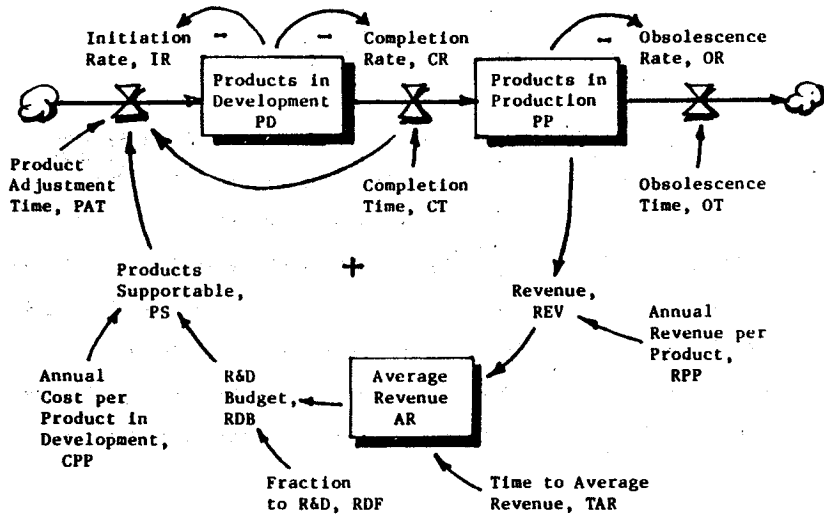 Initiation
Rate, IR
−
−
Completion
Rate, CR
−
Obsolescence
Rate, OR
Products in
Development
PD
Products in
Production
PP
Product
Adjustment
Time, PAT
Completion
Time, CT
Obsolescence
Time, OT
Products
Supportable,
PS
+
Revenue,
REV
Annual
Revenue per
Product,
RPP
Annual
Cost per
Product in
Development,
CPP
R&D
Budget,
RDB
Average
Revenue
AR
Fraction
to R&D, RDF
Time to Average
Revenue, TAR